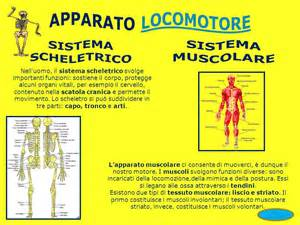 APPARATO LOCOMOTORE
SISTEMA
SCHELETRICO
SISTEMA
MUSCOLARE
Nell'uomo, il sistema scheletrico svolge
importanti funzioni: sostiene il corpo, protegge
alcuni organi vitali, per esempio il cervello,
contenuto nella scatola cranica e permette il
movimento. Lo scheletro si può suddividere in
tre parti: capo, tronco e arti.
L'apparato muscolare ci consente di muoverci, è dunque il
nostro motore. I muscoli svolgono funzioni diverse: sono
incaricati della locomozione,della mimica e della postura. Essi
si legano alle ossa attraverso i tendini.
Esistono due tipi di tessuto muscolare: liscio e striato. Il
primo costituisce i muscoli involontari; il tessuto muscolare
striato, invece, costituisce i muscoli volontari.